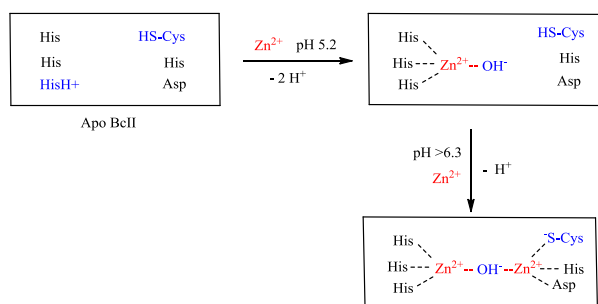 His HS-Cys
His His
HisH+ Asp
Apo BcII
Zn²⁺ pH 5.2
- 2 H⁺
HS-Cys
His
His Zn²⁺ OH⁻ His
His Asp
pH >6.3
Zn²⁺ - H⁺
⁻S-Cys
His
His Zn²⁺ OH⁻ Zn²⁺ His
His Asp